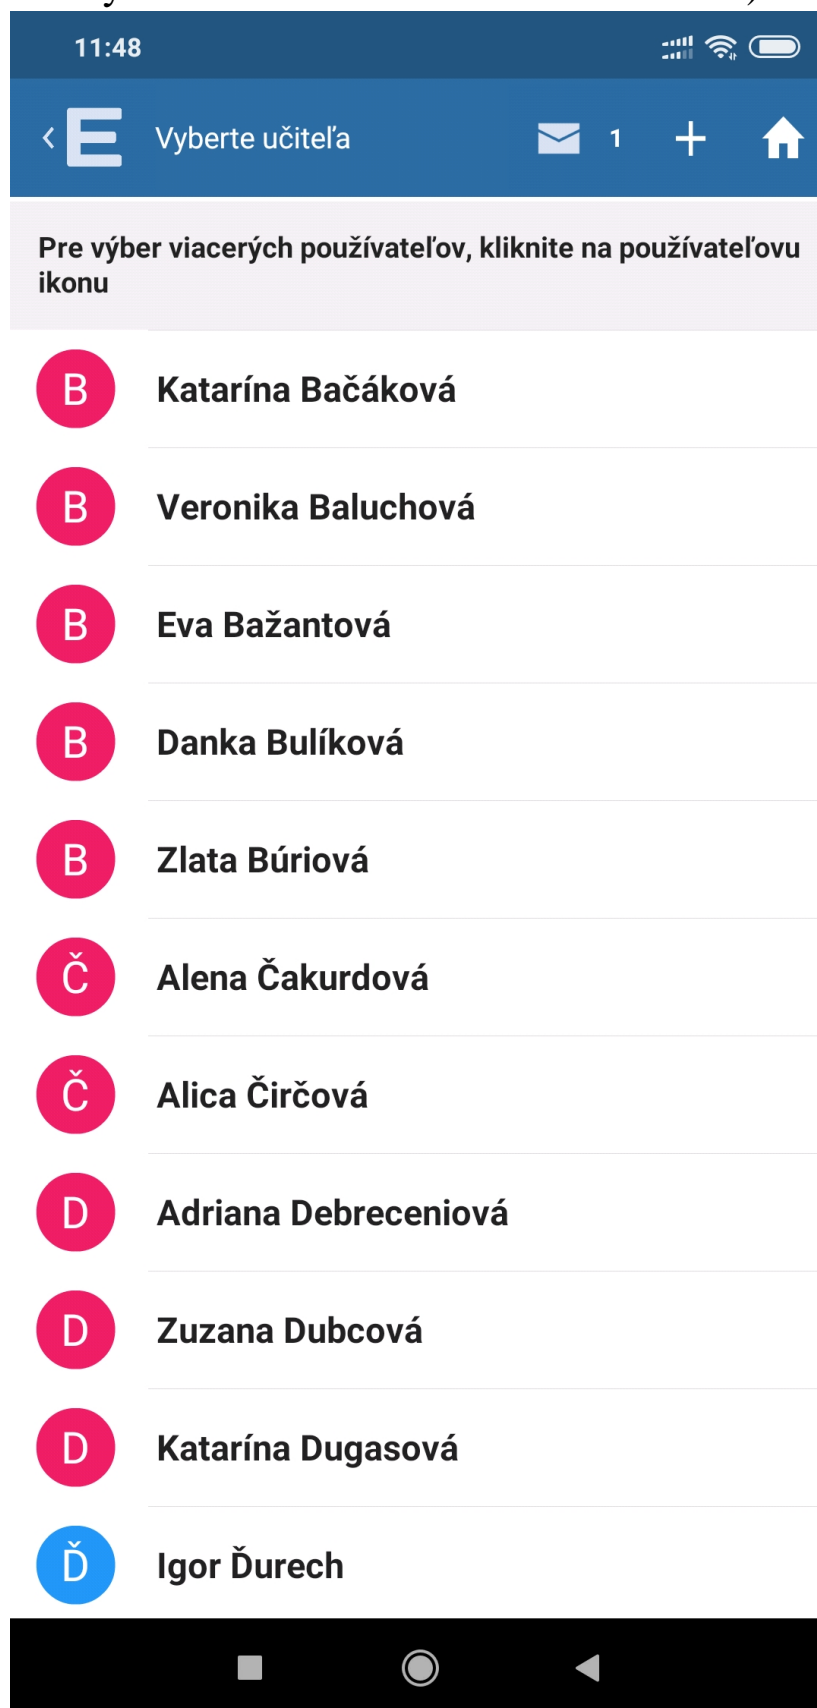 11:48
E Vyberte učiteľa 1
Pre výber viacerých používateľov, kliknite na používateľovu
ikonu
B Katarína Bačáková
B Veronika Baluchová
B Eva Bažantová
B Danka Bulíková
B Zlata Búriová
Č Alena Čakurdová
Č Alica Čirčová
D Adriana Debreceniová
D Zuzana Dubcová
D Katarína Dugasová
Ď Igor Ďurech